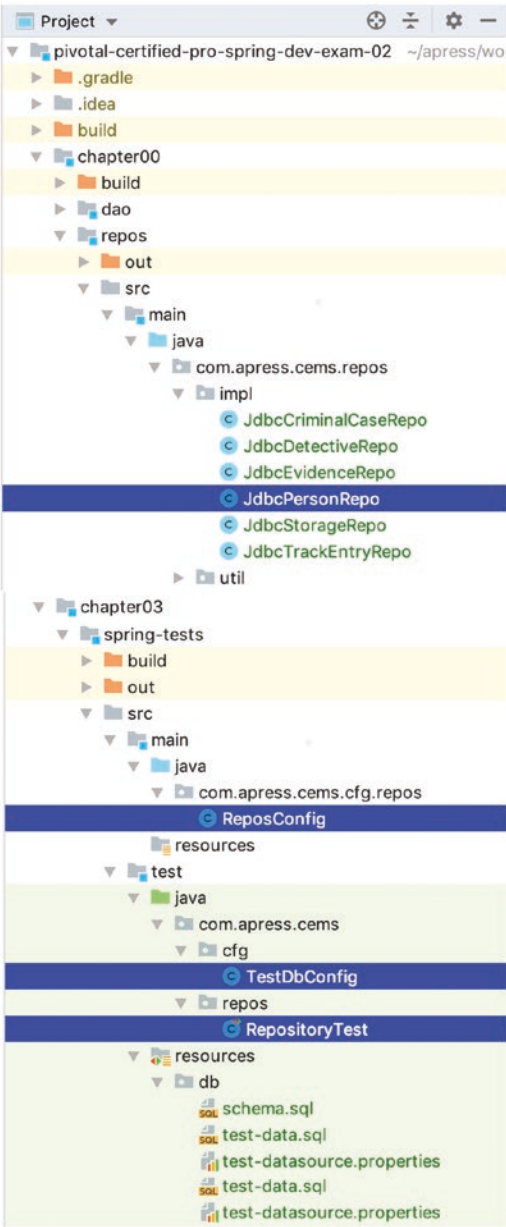 Project
pivotal-certified-pro-spring-dev-exam-02 ~/apress/wo
.gradle
.idea
build
chapter00
build
dao
repos
out
src
main
java
com.apress.cems.repos
impl
JdbcCriminalCaseRepo
JdbcDetectiveRepo
JdbcEvidenceRepo
JdbcPersonRepo
JdbcStorageRepo
JdbcTrackEntryRepo
util
chapter03
spring-tests
build
out
src
main
java
com.apress.cems.cfg.repos
ReposConfig
resources
test
java
com.apress.cems
cfg
TestDbConfig
repos
RepositoryTest
resources
db
schema.sql
test-data.sql
test-datasource.properties
test-data.sql
test-datasource.properties